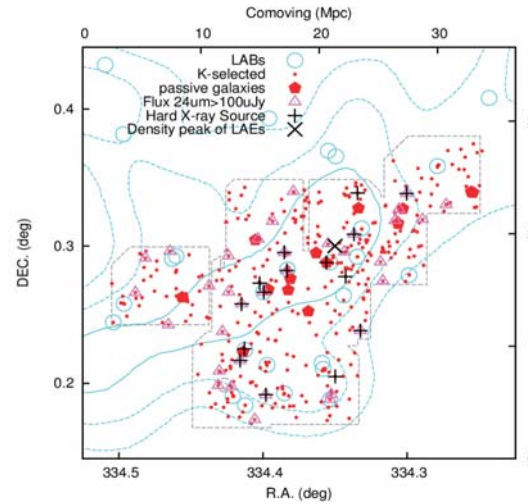 Comoving (Mpc)
0 10 20 30
LABs
K-selected
passive galaxies
Flux 24um>100uJy
Hard X-ray Source
Density peak of LAEs
0.4
0.3
0.2
DEC. (deg)
334.5 334.4 334.3
R.A. (deg)